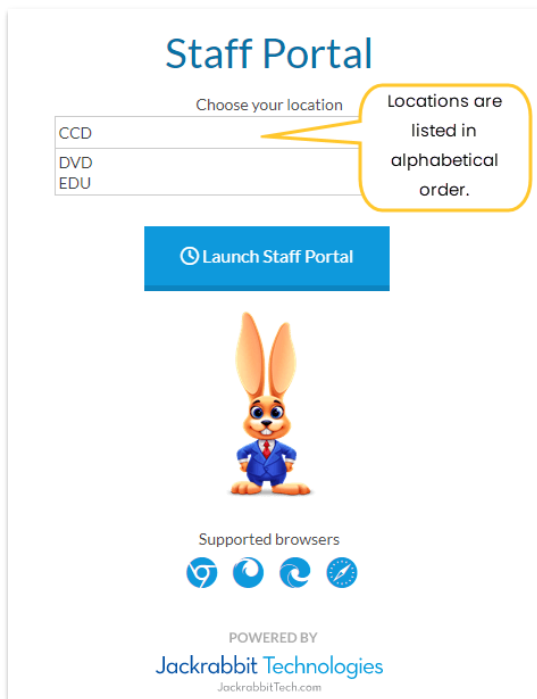 Staff Portal
Choose your location
Locations are
listed in
alphabetical
order.
CCD
DVD
EDU
Launch Staff Portal
Supported browsers
POWERED BY
Jackrabbit Technologies
JackrabbitTech.com